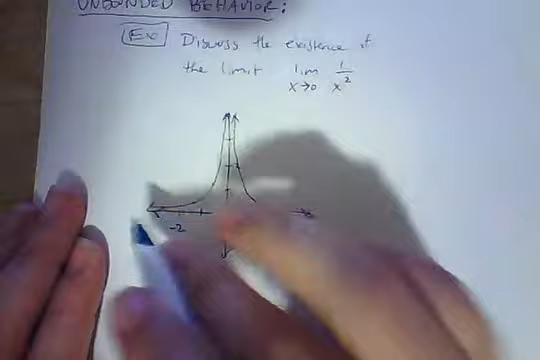 UNBOUNDED BEHAVIOR:
Ex Discuss the existence of
the limit lim x→0 1/x²
-2